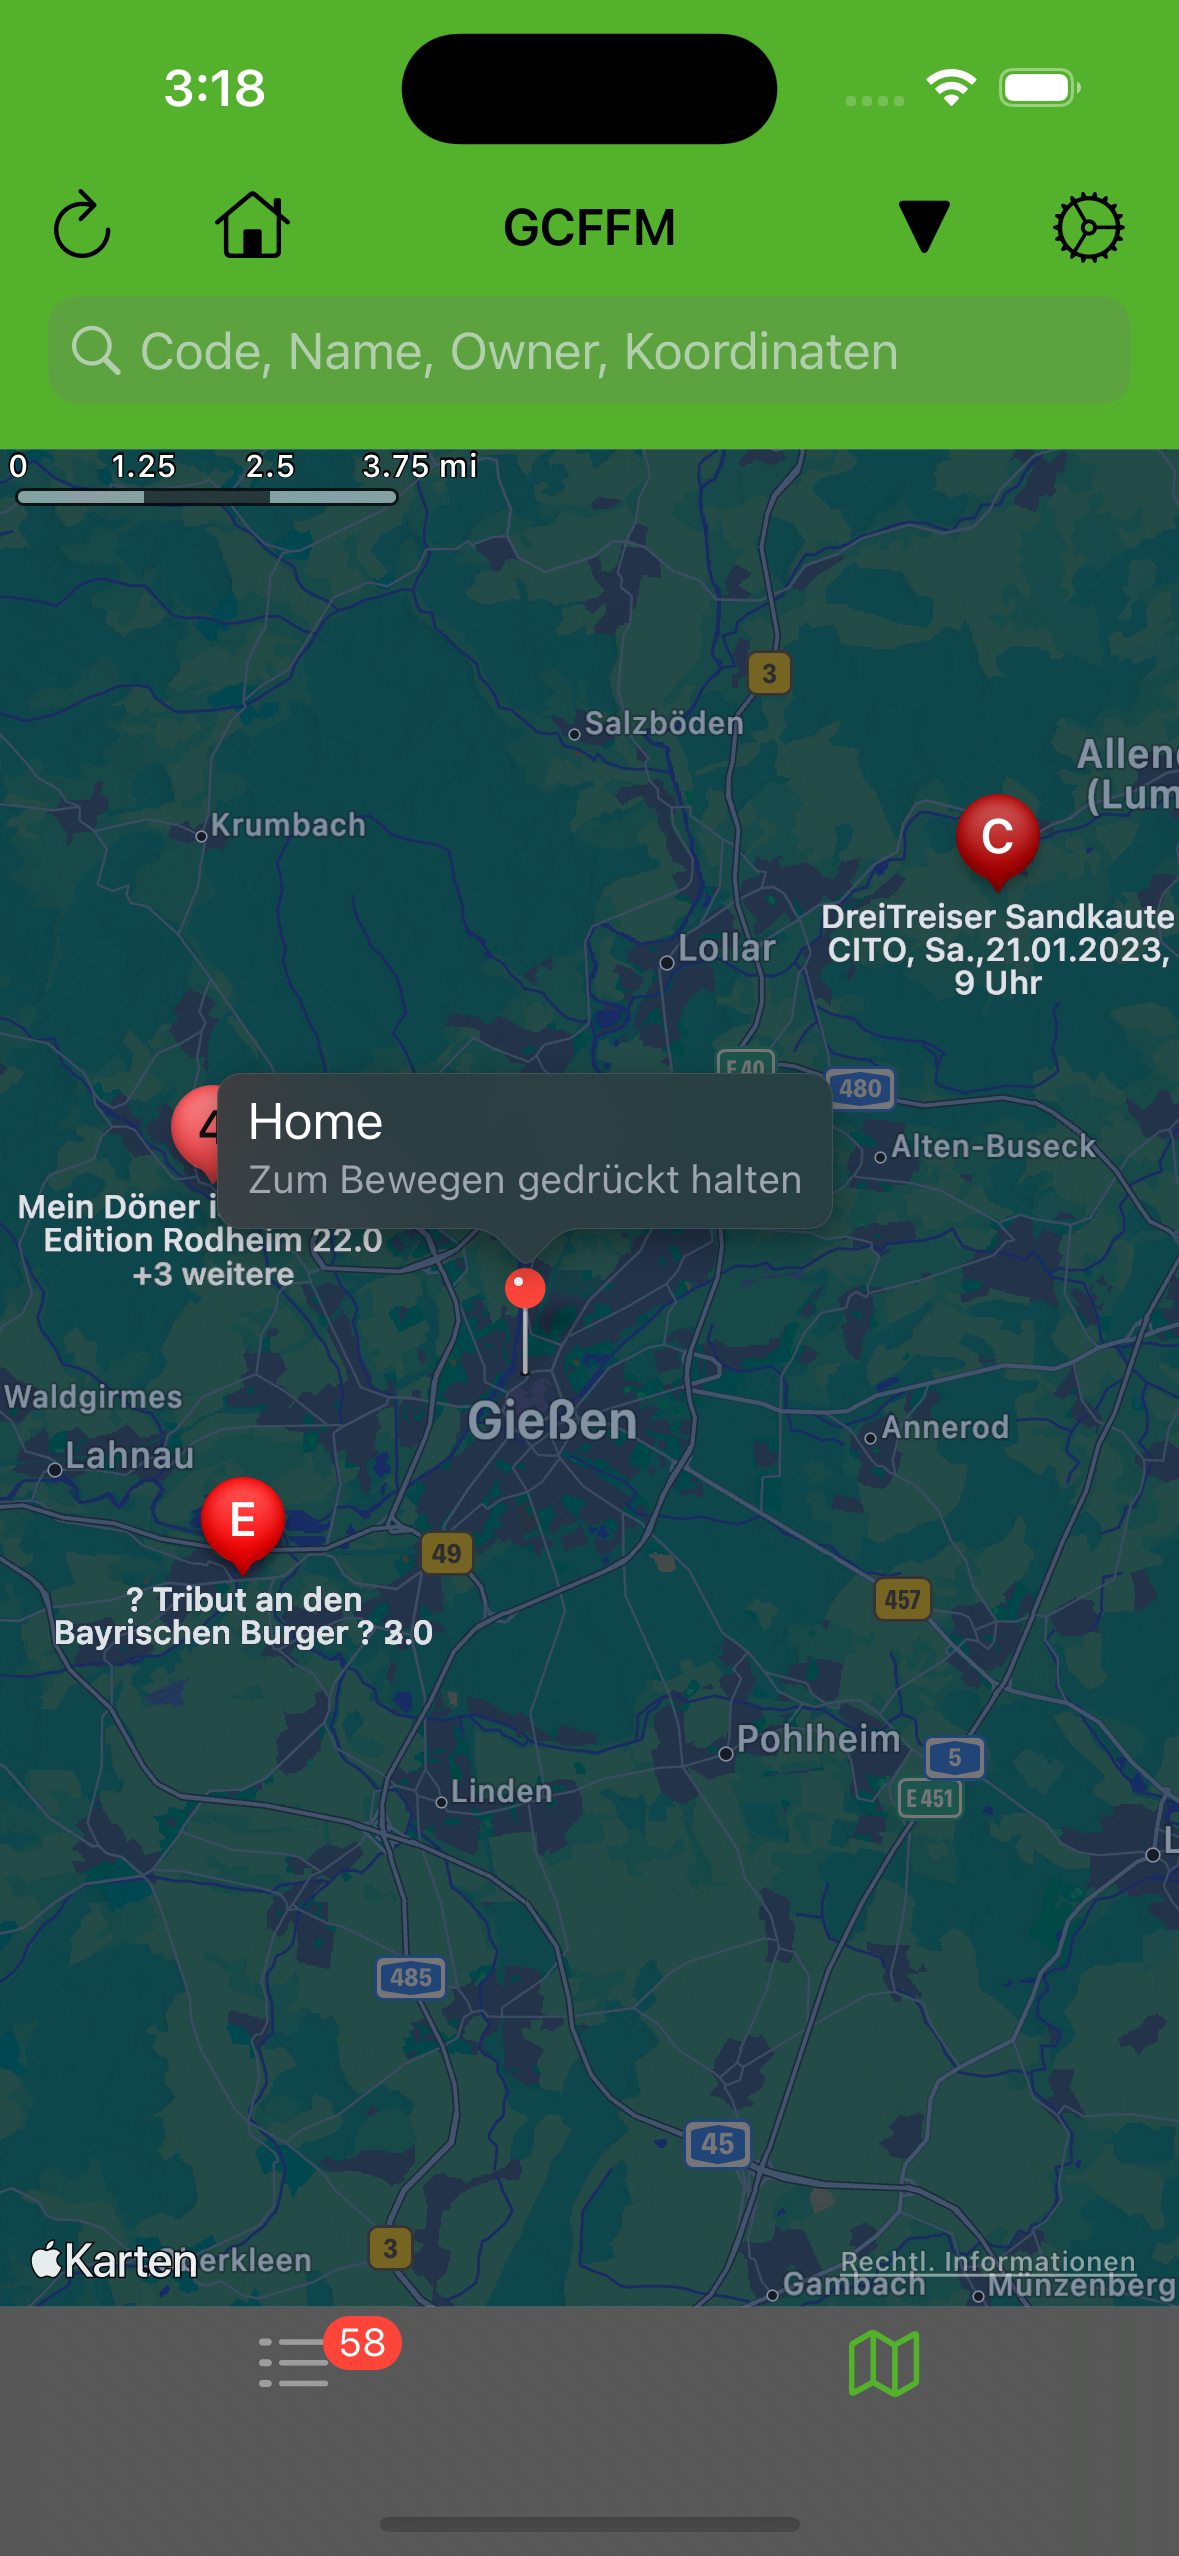 3:18
GCFFM
Code, Name, Owner, Koordinaten
0 1.25 2.5 3.75 mi
3
Salzböden
Allen
(Lum
Krumbach
C
DreiTreiser Sandkaute
CITO, Sa.,21.01.2023,
9 Uhr
Lollar
E 40
480
4
Home
Zum Bewegen gedrückt halten
Alten-Buseck
Mein Döner i
Edition Rodheim 22.0
+3 weitere
Waldgirmes
Gießen
Annerod
Lahnau
E
49
457
? Tribut an den
Bayrischen Burger ? 3.0
Pohlheim
5
Linden
E 451
L
485
45
3
Karten
berkleen
Rechtl. Informationen
Gambach
Münzenberg
58